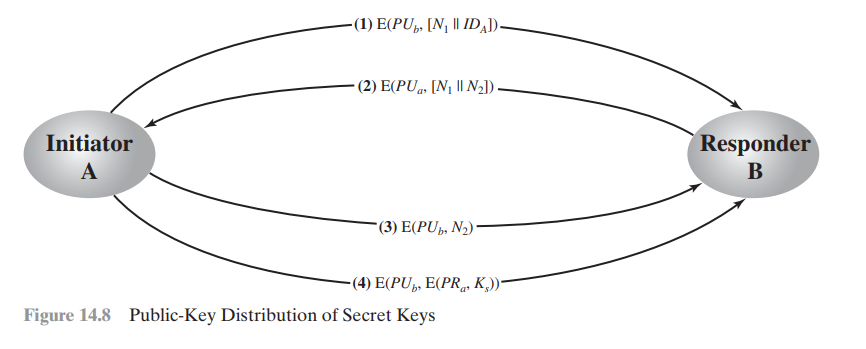 (1) E(PU_b, [N_1 || ID_A])
(2) E(PU_a, [N_1 || N_2])
Initiator
A
Responder
B
(3) E(PU_b, N_2)
(4) E(PU_b, E(PR_a, K_s))
Figure 14.8 Public-Key Distribution of Secret Keys